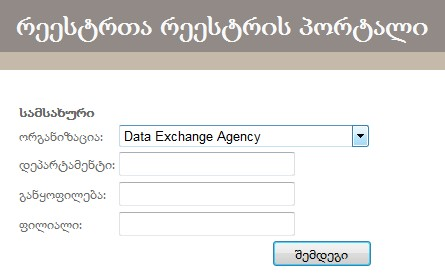 რეესტრთა რეესტრის პორტალი
სამსახური
ორგანიზაცია: Data Exchange Agency
დეპარტამენტი:
განყოფილება:
ფილიალი:
შემდეგი